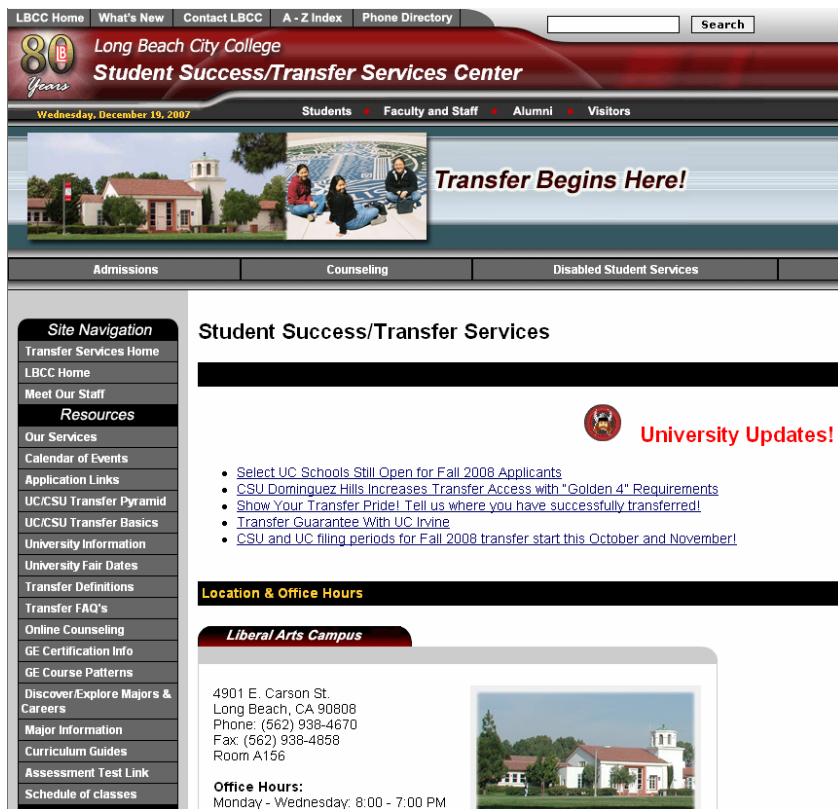 LBCC Home What's New Contact LBCC A - Z Index Phone Directory
Search
80 LB
Years
Long Beach City College
Student Success/Transfer Services Center
Wednesday, December 19, 2007
Students Faculty and Staff Alumni Visitors
Transfer Begins Here!
Admissions Counseling Disabled Student Services
Site Navigation
Transfer Services Home
LBCC Home
Meet Our Staff
Resources
Our Services
Calendar of Events
Application Links
UC/CSU Transfer Pyramid
UC/CSU Transfer Basics
University Information
University Fair Dates
Transfer Definitions
Transfer FAQ's
Online Counseling
GE Certification Info
GE Course Patterns
Discover/Explore Majors &
Careers
Major Information
Curriculum Guides
Assessment Test Link
Schedule of classes
Student Success/Transfer Services
University Updates!
Select UC Schools Still Open for Fall 2008 Applicants
CSU Dominguez Hills Increases Transfer Access with "Golden 4" Requirements
Show Your Transfer Pride! Tell us where you have successfully transferred!
Transfer Guarantee With UC Irvine
CSU and UC filing periods for Fall 2008 transfer start this October and November!
Location & Office Hours
Liberal Arts Campus
4901 E. Carson St.
Long Beach, CA 90808
Phone: (562) 938-4670
Fax: (562) 938-4858
Room A156
Office Hours:
Monday - Wednesday: 8:00 - 7:00 PM